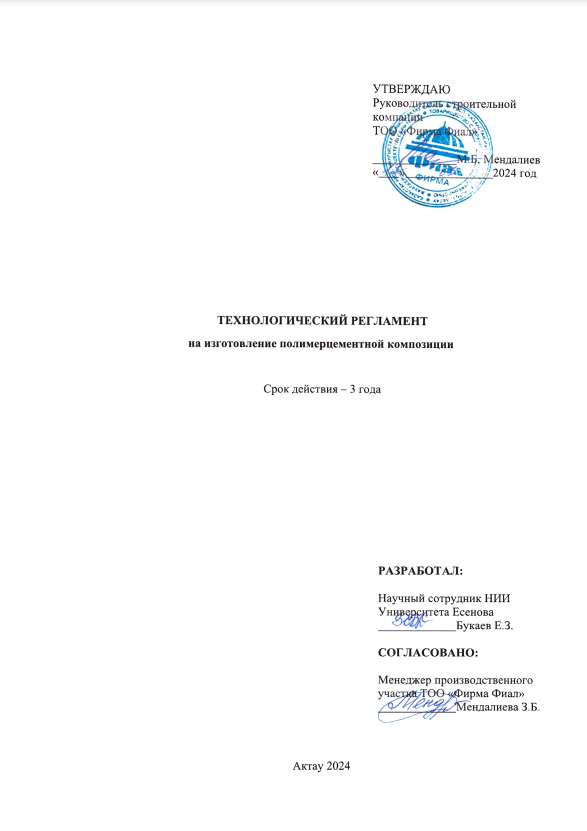 УТВЕРЖДАЮ
Руководитель строительной
компании
ТОО «Фирма Фиал»
М.Б. Мендалиев
«___»______________2024 год
ФИАЛ
ФИРМА
ТЕХНОЛОГИЧЕСКИЙ РЕГЛАМЕНТ
на изготовление полимерцементной композиции
Срок действия – 3 года
РАЗРАБОТАЛ:
Научный сотрудник НИИ
Университета Есенова
_____________Букаев Е.З.
СОГЛАСОВАНО:
Менеджер производственного
участка ТОО «Фирма Фиал»
_____________Мендалиева З.Б.
Актау 2024